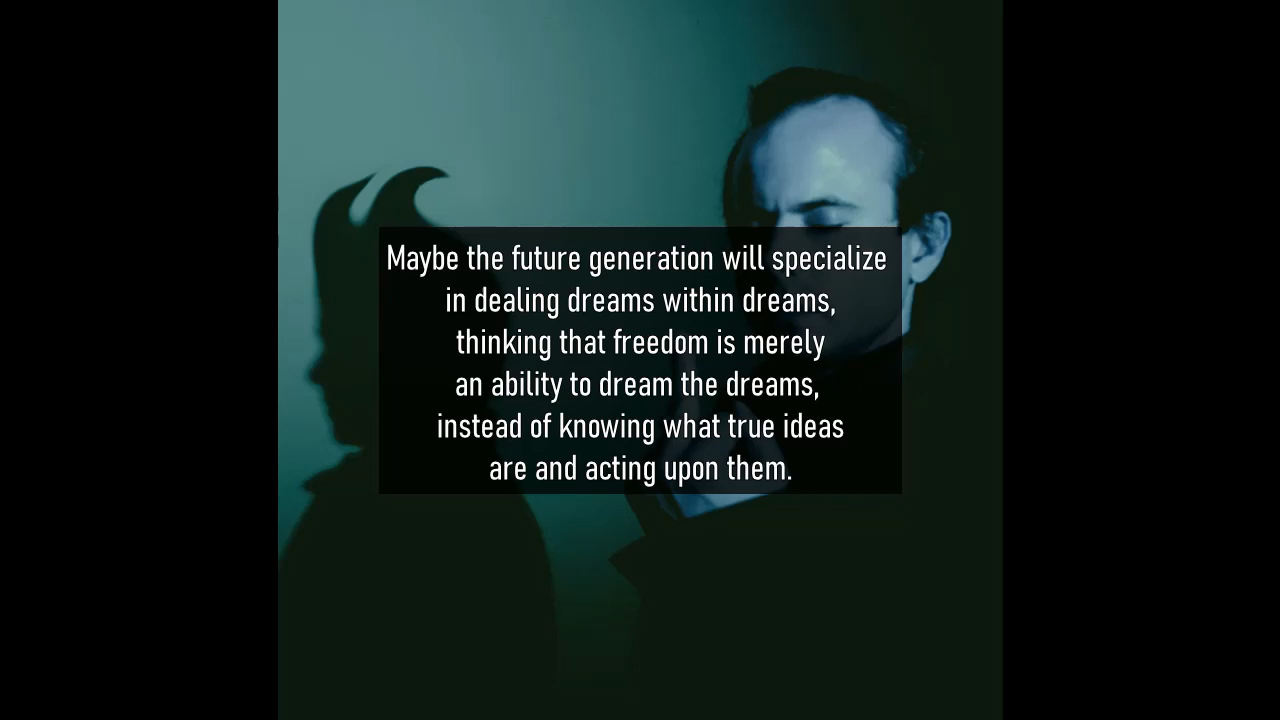 Maybe the future generation will specialize
in dealing dreams within dreams,
thinking that freedom is merely
an ability to dream the dreams,
instead of knowing what true ideas
are and acting upon them.